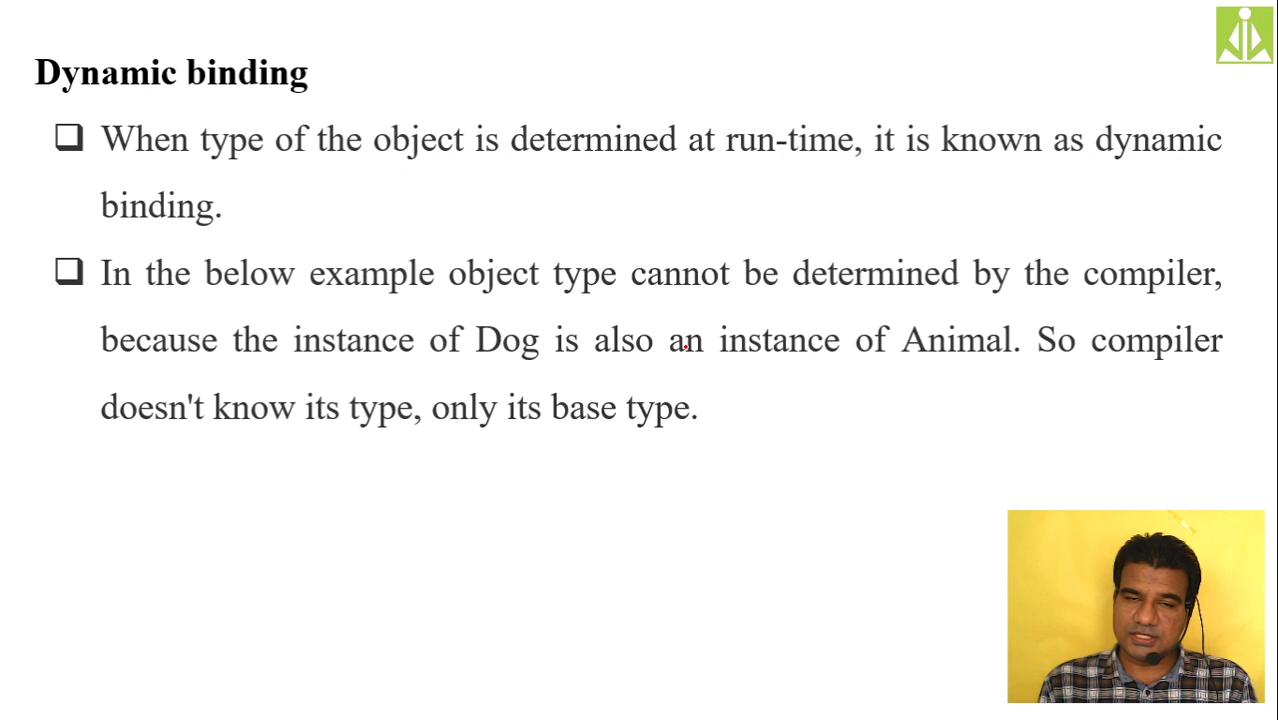 Dynamic binding
When type of the object is determined at run-time, it is known as dynamic
binding.
In the below example object type cannot be determined by the compiler,
because the instance of Dog is also an instance of Animal. So compiler
doesn't know its type, only its base type.